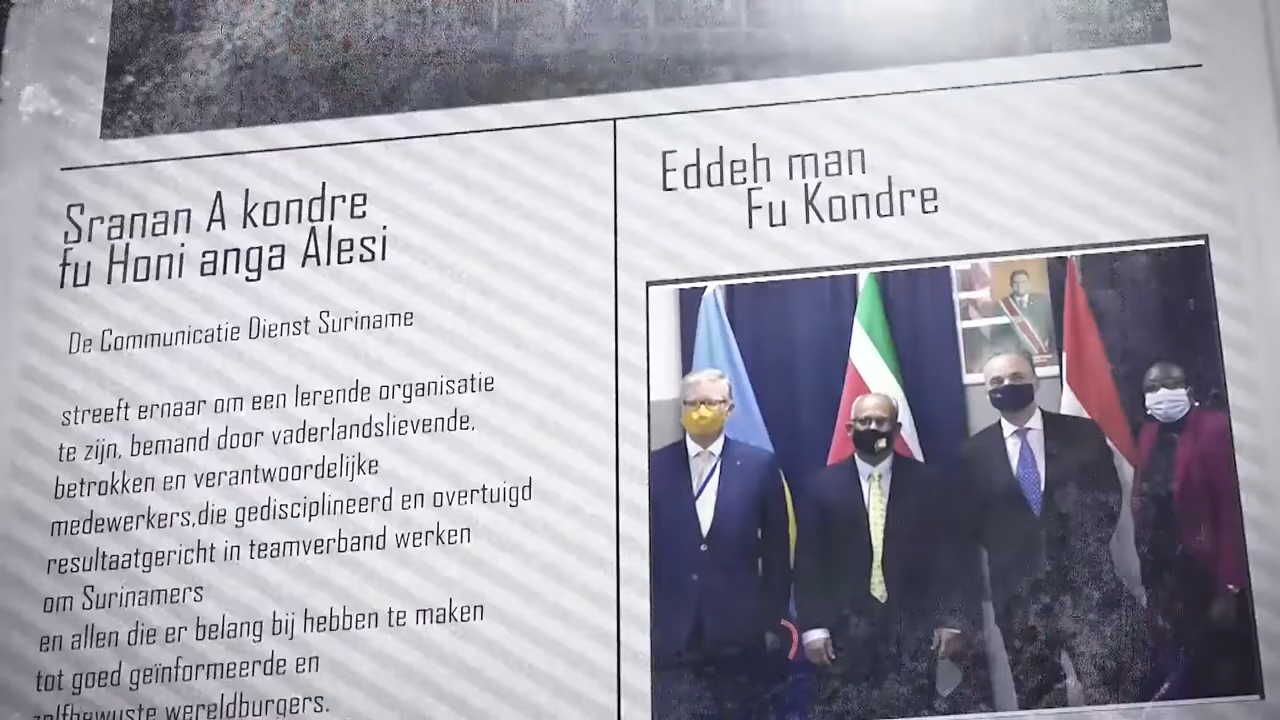 Sranan A kondre
fu Honi anga Alesi
De Communicatie Dienst Suriname
streeft ernaar om een lerende organisatie
te zijn, bemand door vaderlandslievende,
betrokken en verantwoordelijke
medewerkers,die gedisciplineerd en overtuigd
resultaatgericht in teamverband werken
om Surinamers
en allen die er belang bij hebben te maken
tot goed geïnformeerde en
zelfbewuste wereldburgers.
Eddeh man
Fu Kondre